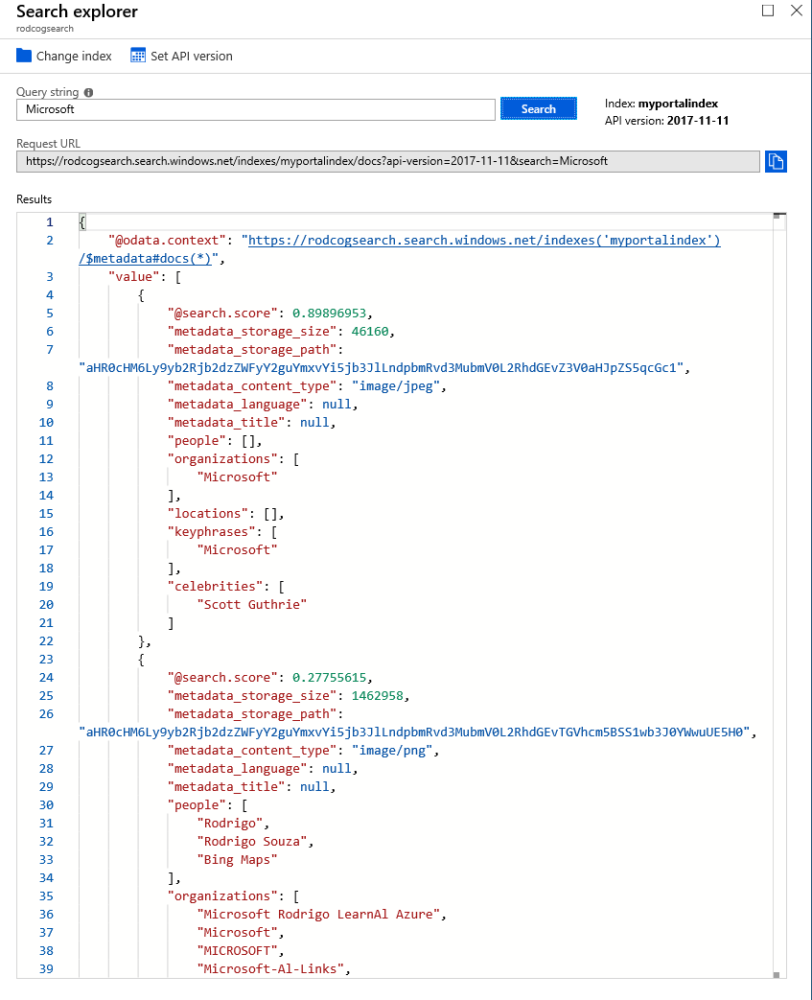 Search explorer
rodcogsearch
Change index
Set API version
Query string
Microsoft
Search
Index: myportalindex
API version: 2017-11-11
Request URL
https://rodcogsearch.search.windows.net/indexes/myportalindex/docs?api-version=2017-11-11&search=Microsoft
Results
1 {
2 "@odata.context": "https://rodcogsearch.search.windows.net/indexes('myportalindex')
/$metadata#docs(*)",
3 "value": [
4 {
5 "@search.score": 0.89896953,
6 "metadata_storage_size": 46160,
7 "metadata_storage_path":
"aHR0cHM6Ly9yb2Rjb2dzZWFyY2guYmxvYi5jb3JlLndpbmRvd3MubmV0L2RhdGEvZ3V0aHJpZS5qcGc1",
8 "metadata_content_type": "image/jpeg",
9 "metadata_language": null,
10 "metadata_title": null,
11 "people": [],
12 "organizations": [
13 "Microsoft"
14 ],
15 "locations": [],
16 "keyphrases": [
17 "Microsoft"
18 ],
19 "celebrities": [
20 "Scott Guthrie"
21 ]
22 },
23 {
24 "@search.score": 0.27755615,
25 "metadata_storage_size": 1462958,
26 "metadata_storage_path":
"aHR0cHM6Ly9yb2Rjb2dzZWFyY2guYmxvYi5jb3JlLndpbmRvd3MubmV0L2RhdGEvTGVhcm5BSS1wb3J0YWwuUE5H0",
27 "metadata_content_type": "image/png",
28 "metadata_language": null,
29 "metadata_title": null,
30 "people": [
31 "Rodrigo",
32 "Rodrigo Souza",
33 "Bing Maps"
34 ],
35 "organizations": [
36 "Microsoft Rodrigo LearnAl Azure",
37 "Microsoft",
38 "MICROSOFT",
39 "Microsoft-Al-Links",